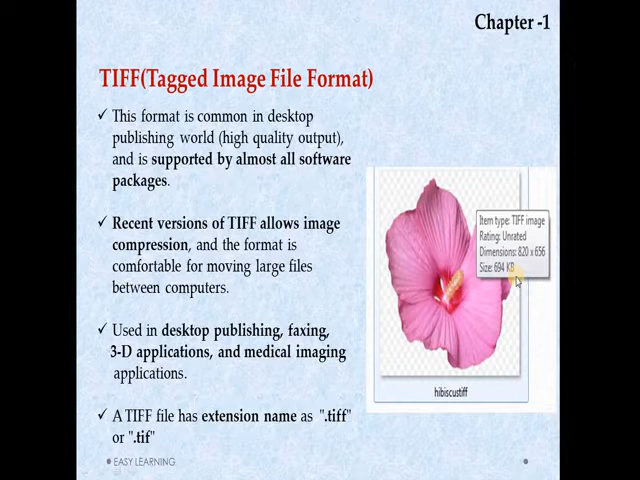 Chapter -1
TIFF(Tagged Image File Format)
✓ This format is common in desktop
publishing world (high quality output),
and is supported by almost all software
packages.
✓ Recent versions of TIFF allows image
compression, and the format is
comfortable for moving large files
between computers.
✓ Used in desktop publishing, faxing,
3-D applications, and medical imaging
applications.
✓ A TIFF file has extension name as ".tiff"
or ".tif"
Item type: TIFF image
Rating: Unrated
Dimensions: 820 x 656
Size: 694 KB
hibiscustiff
EASY LEARNING